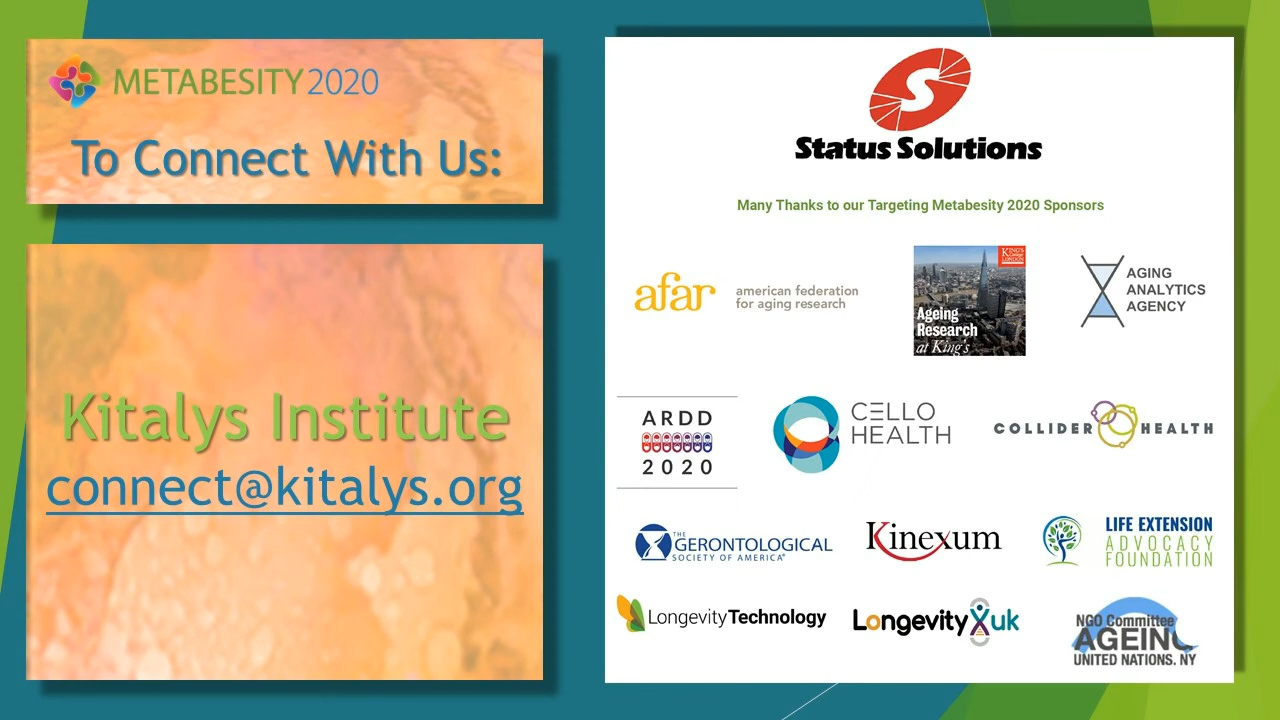 METABESITY 2020
To Connect With Us:
Kitalys Institute
connect@kitalys.org
Status Solutions
Many Thanks to our Targeting Metabesity 2020 Sponsors
afar
american federation
for aging research
KING'S
College
LONDON
Ageing
Research
at King's
AGING
ANALYTICS
AGENCY
ARDD
2020
CELLO
HEALTH
COLLIDER HEALTH
THE
GERONTOLOGICAL
SOCIETY OF AMERICA®
Kinexum
LIFE EXTENSION
ADVOCACY
FOUNDATION
LongevityTechnology
Longevity uk
NGO Committee
AGEING
UNITED NATIONS, NY